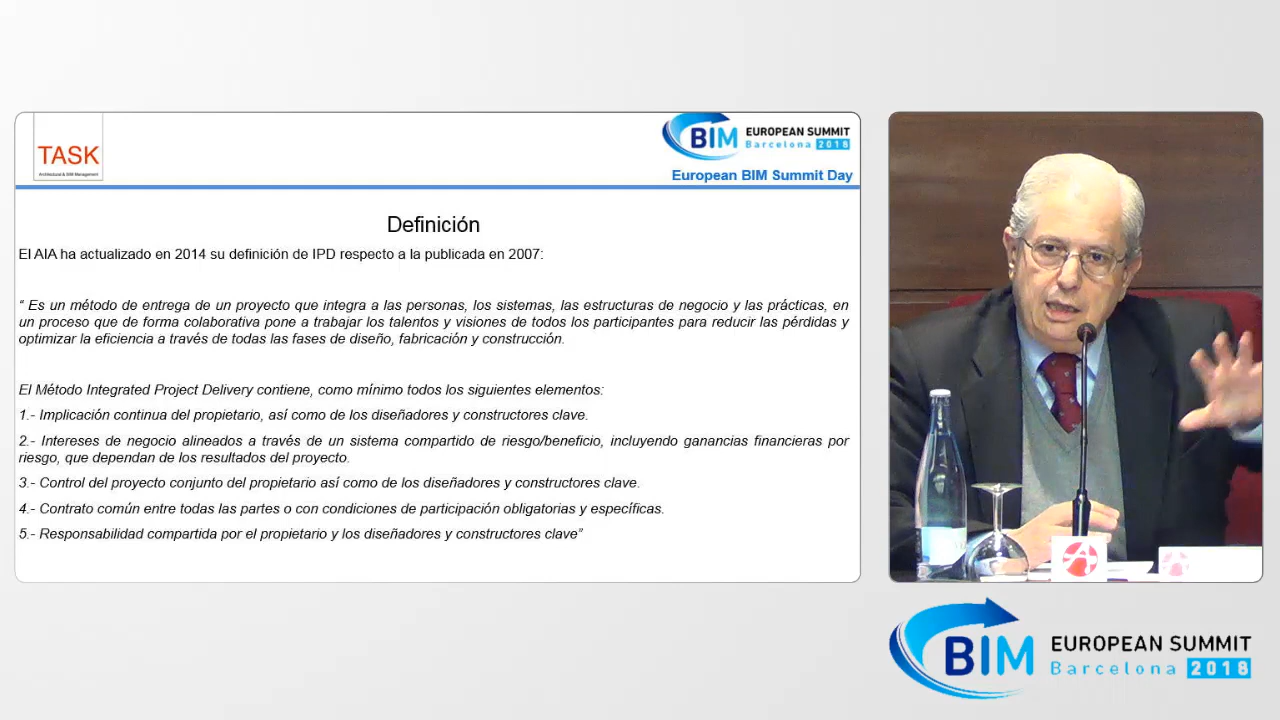 TASK
Architectural & BIM Management
BIM EUROPEAN SUMMIT
Barcelona 2018
European BIM Summit Day
Definición
El AIA ha actualizado en 2014 su definición de IPD respecto a la publicada en 2007:
“ Es un método de entrega de un proyecto que integra a las personas, los sistemas, las estructuras de negocio y las prácticas, en
un proceso que de forma colaborativa pone a trabajar los talentos y visiones de todos los participantes para reducir las pérdidas y
optimizar la eficiencia a través de todas las fases de diseño, fabricación y construcción.
El Método Integrated Project Delivery contiene, como mínimo todos los siguientes elementos:
1.- Implicación continua del propietario, así como de los diseñadores y constructores clave.
2.- Intereses de negocio alineados a través de un sistema compartido de riesgo/beneficio, incluyendo ganancias financieras por
riesgo, que dependan de los resultados del proyecto.
3.- Control del proyecto conjunto del propietario así como de los diseñadores y constructores clave.
4.- Contrato común entre todas las partes o con condiciones de participación obligatorias y específicas.
5.- Responsabilidad compartida por el propietario y los diseñadores y constructores clave”
BIM EUROPEAN SUMMIT
Barcelona 2018